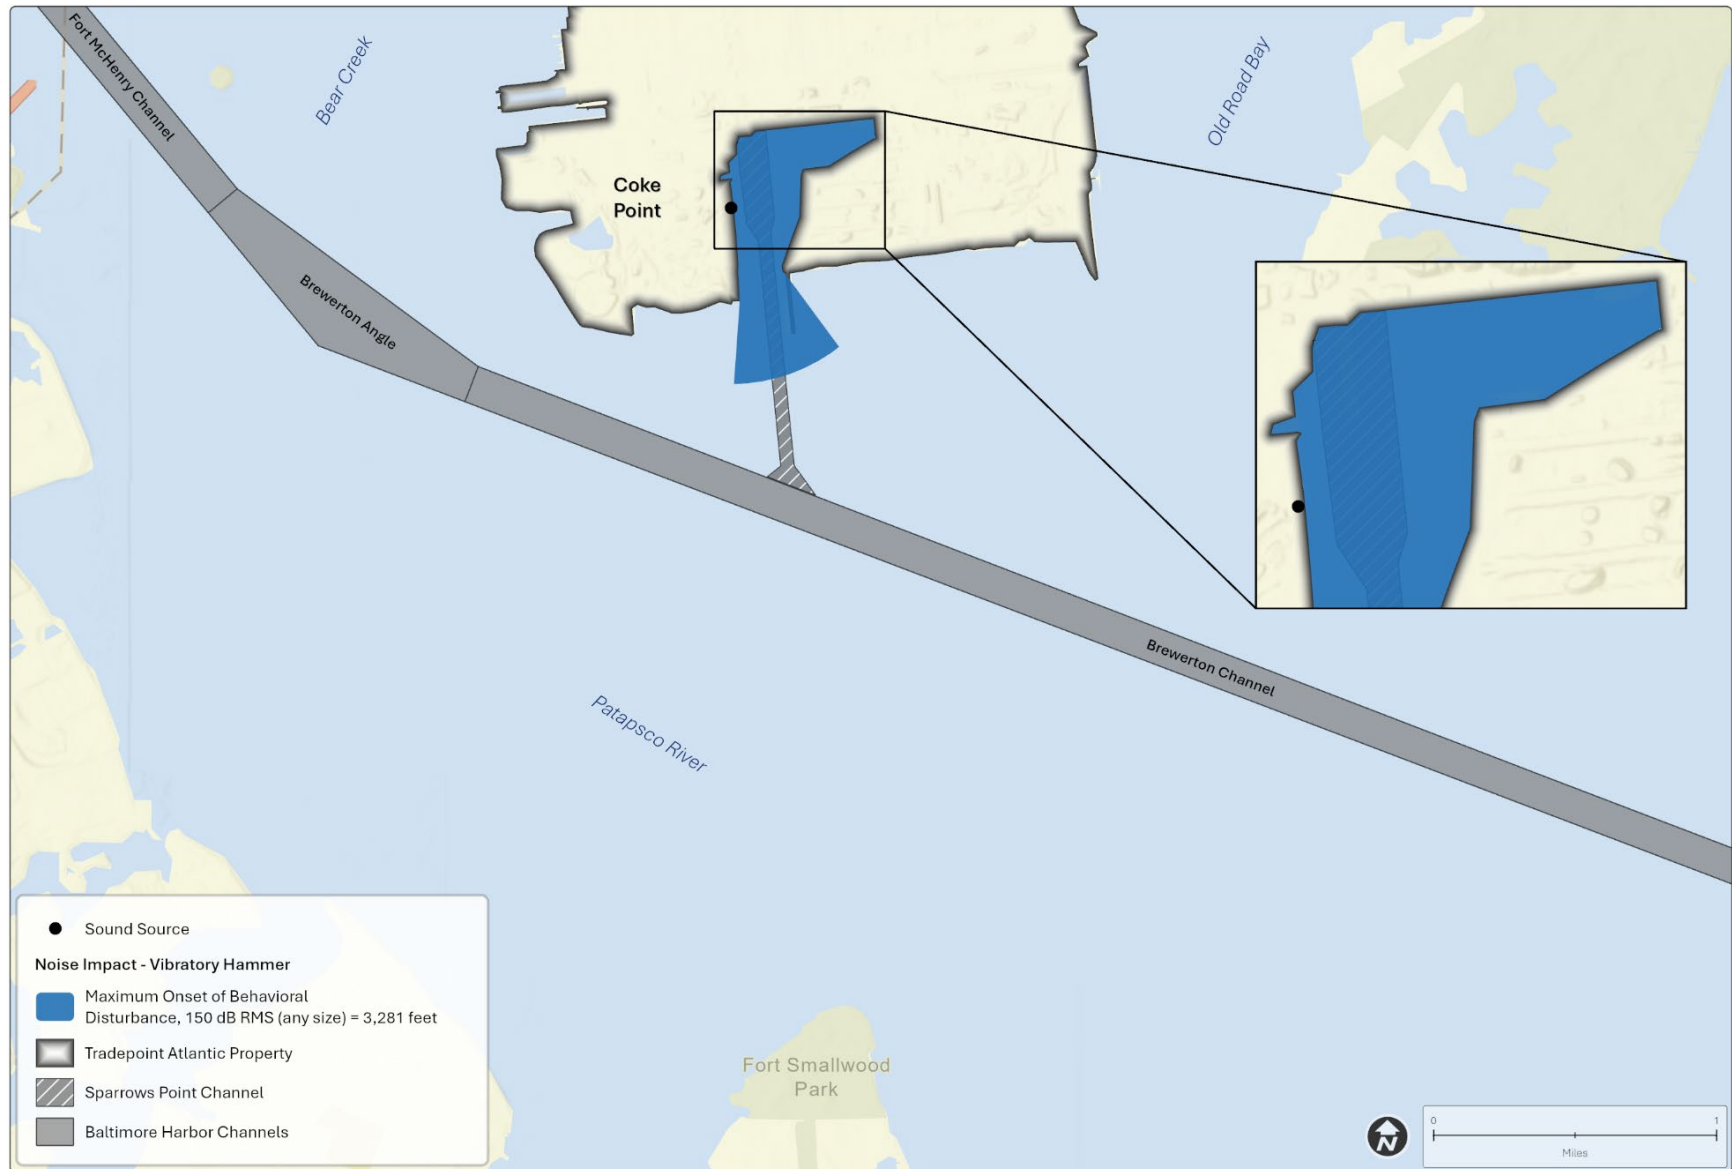 Fort McHenry Channel
Bear Creek
Old Road Bay
Coke
Point
Brewerton Angle
Brewerton Channel
Patapsco River
Fort Smallwood
Park
Sound Source
Noise Impact - Vibratory Hammer
Maximum Onset of Behavioral
Disturbance, 150 dB RMS (any size) = 3,281 feet
Tradepoint Atlantic Property
Sparrows Point Channel
Baltimore Harbor Channels
N
0 1
Miles